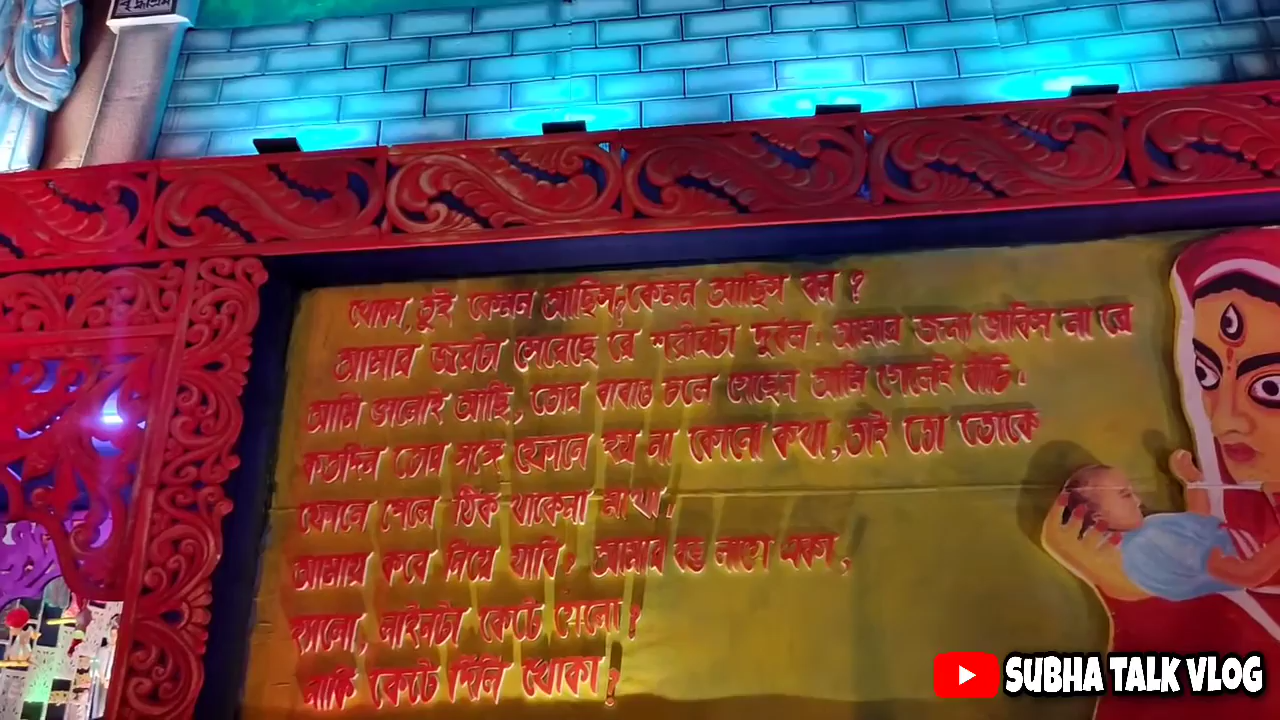 বৃদ্ধাশ্রম
খোকা, তুই কেমন আছিস, কেমন আছিস বল ?
আমার জ্বরটা সেরেছে রে শরীরটা দুর্বল. আমার জন্য ভাবিস না রে
আমি ভালোই আছি, তোর বাবাও চলে গেছেন আমি গেলেই বাঁচি.
কতদিন তোর সঙ্গে ফোনে হয় না কোনো কথা, তাই তো তোকে
ফোনে পেলে ঠিক থাকেনা মাথা.
আমায় কবে নিয়ে যাবি? আমার বড় লাগে একা,
হ্যালো, লাইনটা কেটে গেলো?
নাকি কেটে দিলি খোকা?
SUBHA TALK VLOG